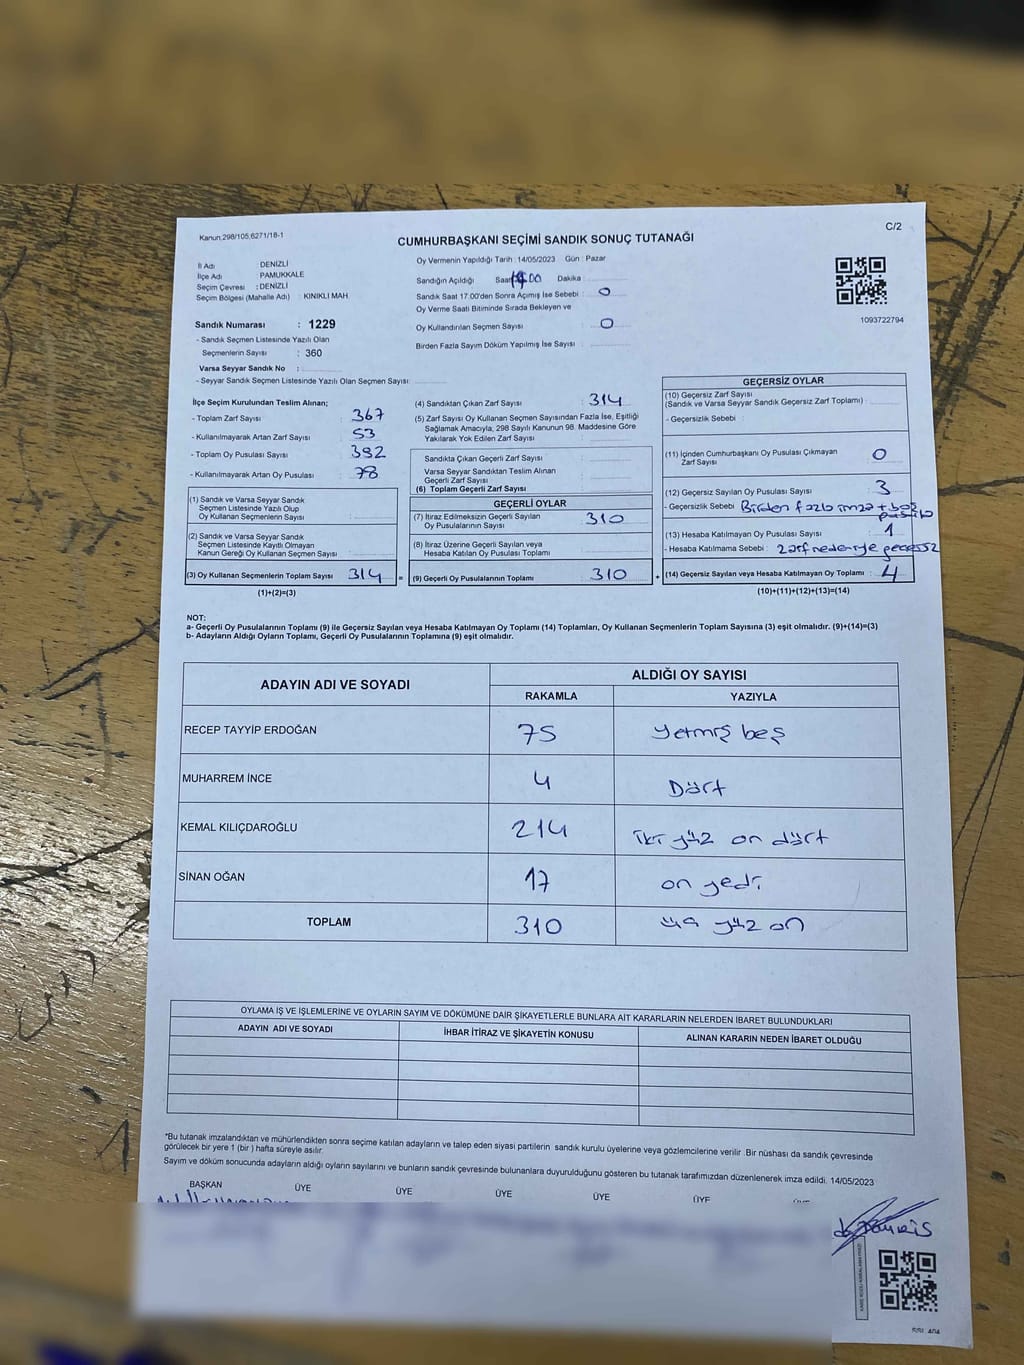 Kanun:298/105;6271/18-1
C/2
CUMHURBAŞKANI SEÇİMİ SANDIK SONUÇ TUTANAĞI
İl Adı : DENİZLİ
İlçe Adı : PAMUKKALE
Seçim Çevresi : DENİZLİ
Seçim Bölgesi (Mahalle Adı) : KINIKLI MAH
Sandık Numarası : 1229
- Sandık Seçmen Listesinde Yazılı Olan
Seçmenlerin Sayısı : 360
Varsa Seyyar Sandık No :
- Seyyar Sandık Seçmen Listesinde Yazılı Olan Seçmen Sayısı:
Oy Vermenin Yapıldığı Tarih : 14/05/2023 Gün : Pazar
Sandığın Açıldığı Saat Dakika :
Sandık Saat 17.00'den Sonra Açımış İse Sebebi : 0
Oy Verme Saati Bitiminde Sırada Bekleyen ve
Oy Kullandırılan Seçmen Sayısı : 0
Birden Fazla Sayım Döküm Yapılmış İse Sayısı :
1093722794
İlçe Seçim Kurulundan Teslim Alınan;
- Toplam Zarf Sayısı : 367
- Kullanılmayarak Artan Zarf Sayısı : 53
- Toplam Oy Pusulası Sayısı : 392
- Kullanılmayarak Artan Oy Pusulası : 78
(1) Sandık ve Varsa Seyyar Sandık
Seçmen Listesinde Yazılı Olup
Oy Kullanan Seçmenlerin Sayısı :
(2) Sandık ve Varsa Seyyar Sandık
Seçmen Listesinde Kayıtlı Olmayan
Kanun Gereği Oy Kullanan Seçmen Sayısı :
(3) Oy Kullanan Seçmenlerin Toplam Sayısı 314 =
(1)+(2)=(3)
(4) Sandıktan Çıkan Zarf Sayısı : 314
(5) Zarf Sayısı Oy Kullanan Seçmen Sayısından Fazla İse, Eşitliği
Sağlamak Amacıyla, 298 Sayılı Kanunun 98. Maddesine Göre
Yakılarak Yok Edilen Zarf Sayısı :
Sandıkta Çıkan Geçerli Zarf Sayısı :
Varsa Seyyar Sandıktan Teslim Alınan
Geçerli Zarf Sayısı :
(6) Toplam Geçerli Zarf Sayısı :
GEÇERLİ OYLAR
(7) İtiraz Edilmeksizin Geçerli Sayılan
Oy Pusulalarının Sayısı : 310
(8) İtiraz Üzerine Geçerli Sayılan veya
Hesaba Katılan Oy Pusulası Toplamı :
(9) Geçerli Oy Pusulalarının Toplamı : 310 +
GEÇERSİZ OYLAR
(10) Geçersiz Zarf Sayısı
(Sandık ve Varsa Seyyar Sandık Geçersiz Zarf Toplamı) :
- Geçersizlik Sebebi :
(11) İçinden Cumhurbaşkanı Oy Pusulası Çıkmayan
Zarf Sayısı : 0
(12) Geçersiz Sayılan Oy Pusulası Sayısı : 3
- Geçersizlik Sebebi Birden fazla imza + boş
pusula
(13) Hesaba Katılmayan Oy Pusulası Sayısı : 1
- Hesaba Katılmama Sebebi : zarf nedeniyle geçersiz
(14) Geçersiz Sayılan veya Hesaba Katılmayan Oy Toplamı : 4
(10)+(11)+(12)+(13)=(14)
NOT:
a- Geçerli Oy Pusulalarının Toplamı (9) ile Geçersiz Sayılan veya Hesaba Katılmayan Oy Toplamı (14) Toplamları, Oy Kullanan Seçmenlerin Toplam Sayısına (3) eşit olmalıdır. (9)+(14)=(3)
b- Adayların Aldığı Oyların Toplamı, Geçerli Oy Pusulalarının Toplamına (9) eşit olmalıdır.
ADAYIN ADI VE SOYADI ALDIĞI OY SAYISI
RAKAMLA YAZIYLA
RECEP TAYYİP ERDOĞAN 75 yetmiş beş
MUHARREM İNCE 4 Dört
KEMAL KILIÇDAROĞLU 214 iki yüz on dört
SİNAN OĞAN 17 on yedi
TOPLAM 310 üç yüz on
OYLAMA İŞ VE İŞLEMLERİNE VE OYLARIN SAYIM VE DÖKÜMÜNE DAİR ŞİKAYETLERLE BUNLARA AİT KARARLARIN NELERDEN İBARET BULUNDUKLARI
ADAYIN ADI VE SOYADI İHBAR İTİRAZ VE ŞİKAYETİN KONUSU ALINAN KARARIN NEDEN İBARET OLDUĞU
*Bu tutanak imzalandıktan ve mühürlendikten sonra seçime katılan adayların ve talep eden siyasi partilerin sandık kurulu üyelerine veya gözlemcilerine verilir .Bir nüshası da sandık çevresinde
görülecek bir yere 1 (bir ) hafta süreyle asılır.
Sayım ve döküm sonucunda adayların aldığı oyların sayılarını ve bunların sandık çevresinde bulunanlara duyurulduğunu gösteren bu tutanak tarafımızdan düzenlenerek imza edildi. 14/05/2023
BAŞKAN ÜYE ÜYE ÜYE ÜYE ÜYE